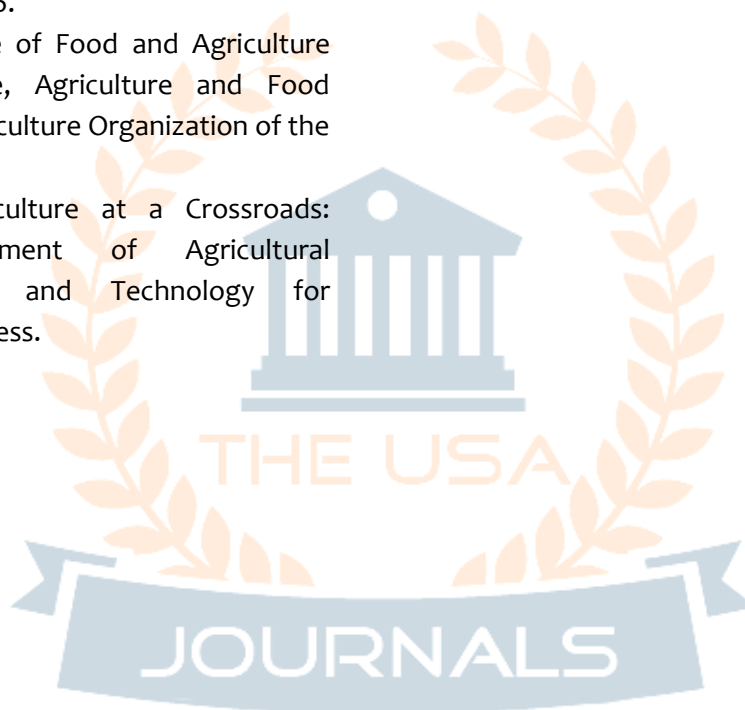 e of Food and Agriculture
e, Agriculture and Food
culture Organization of the
culture at a Crossroads:
ment of Agricultural
and Technology for
ess.
THE USA
JOURNALS